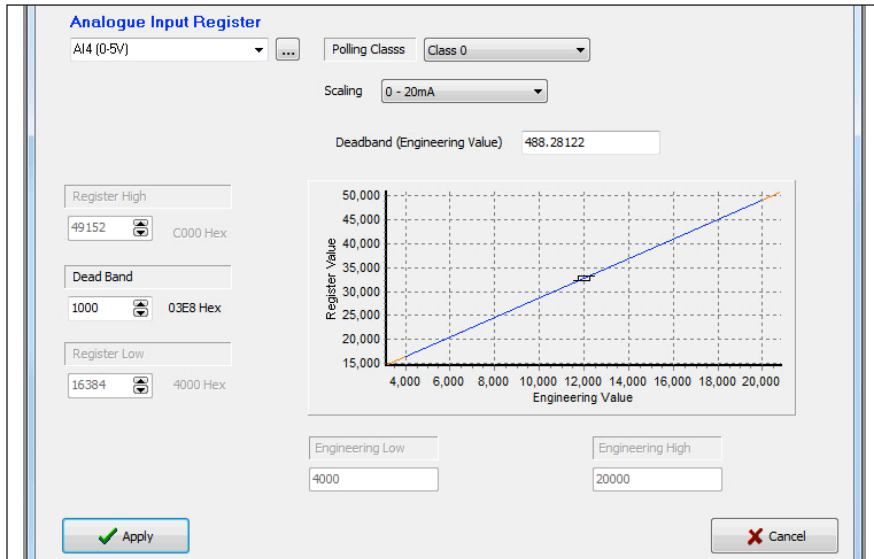 Analogue Input Register
AI4 (0-5V)
...
Polling Classs
Class 0
Scaling
0 - 20mA
Deadband (Engineering Value)
488.28122
Register High
49152
C000 Hex
Dead Band
1000
03E8 Hex
Register Low
16384
4000 Hex
50,000
45,000
40,000
35,000
30,000
25,000
20,000
15,000
Register Value
4,000 6,000 8,000 10,000 12,000 14,000 16,000 18,000 20,000
Engineering Value
Engineering Low
4000
Engineering High
20000
Apply
Cancel